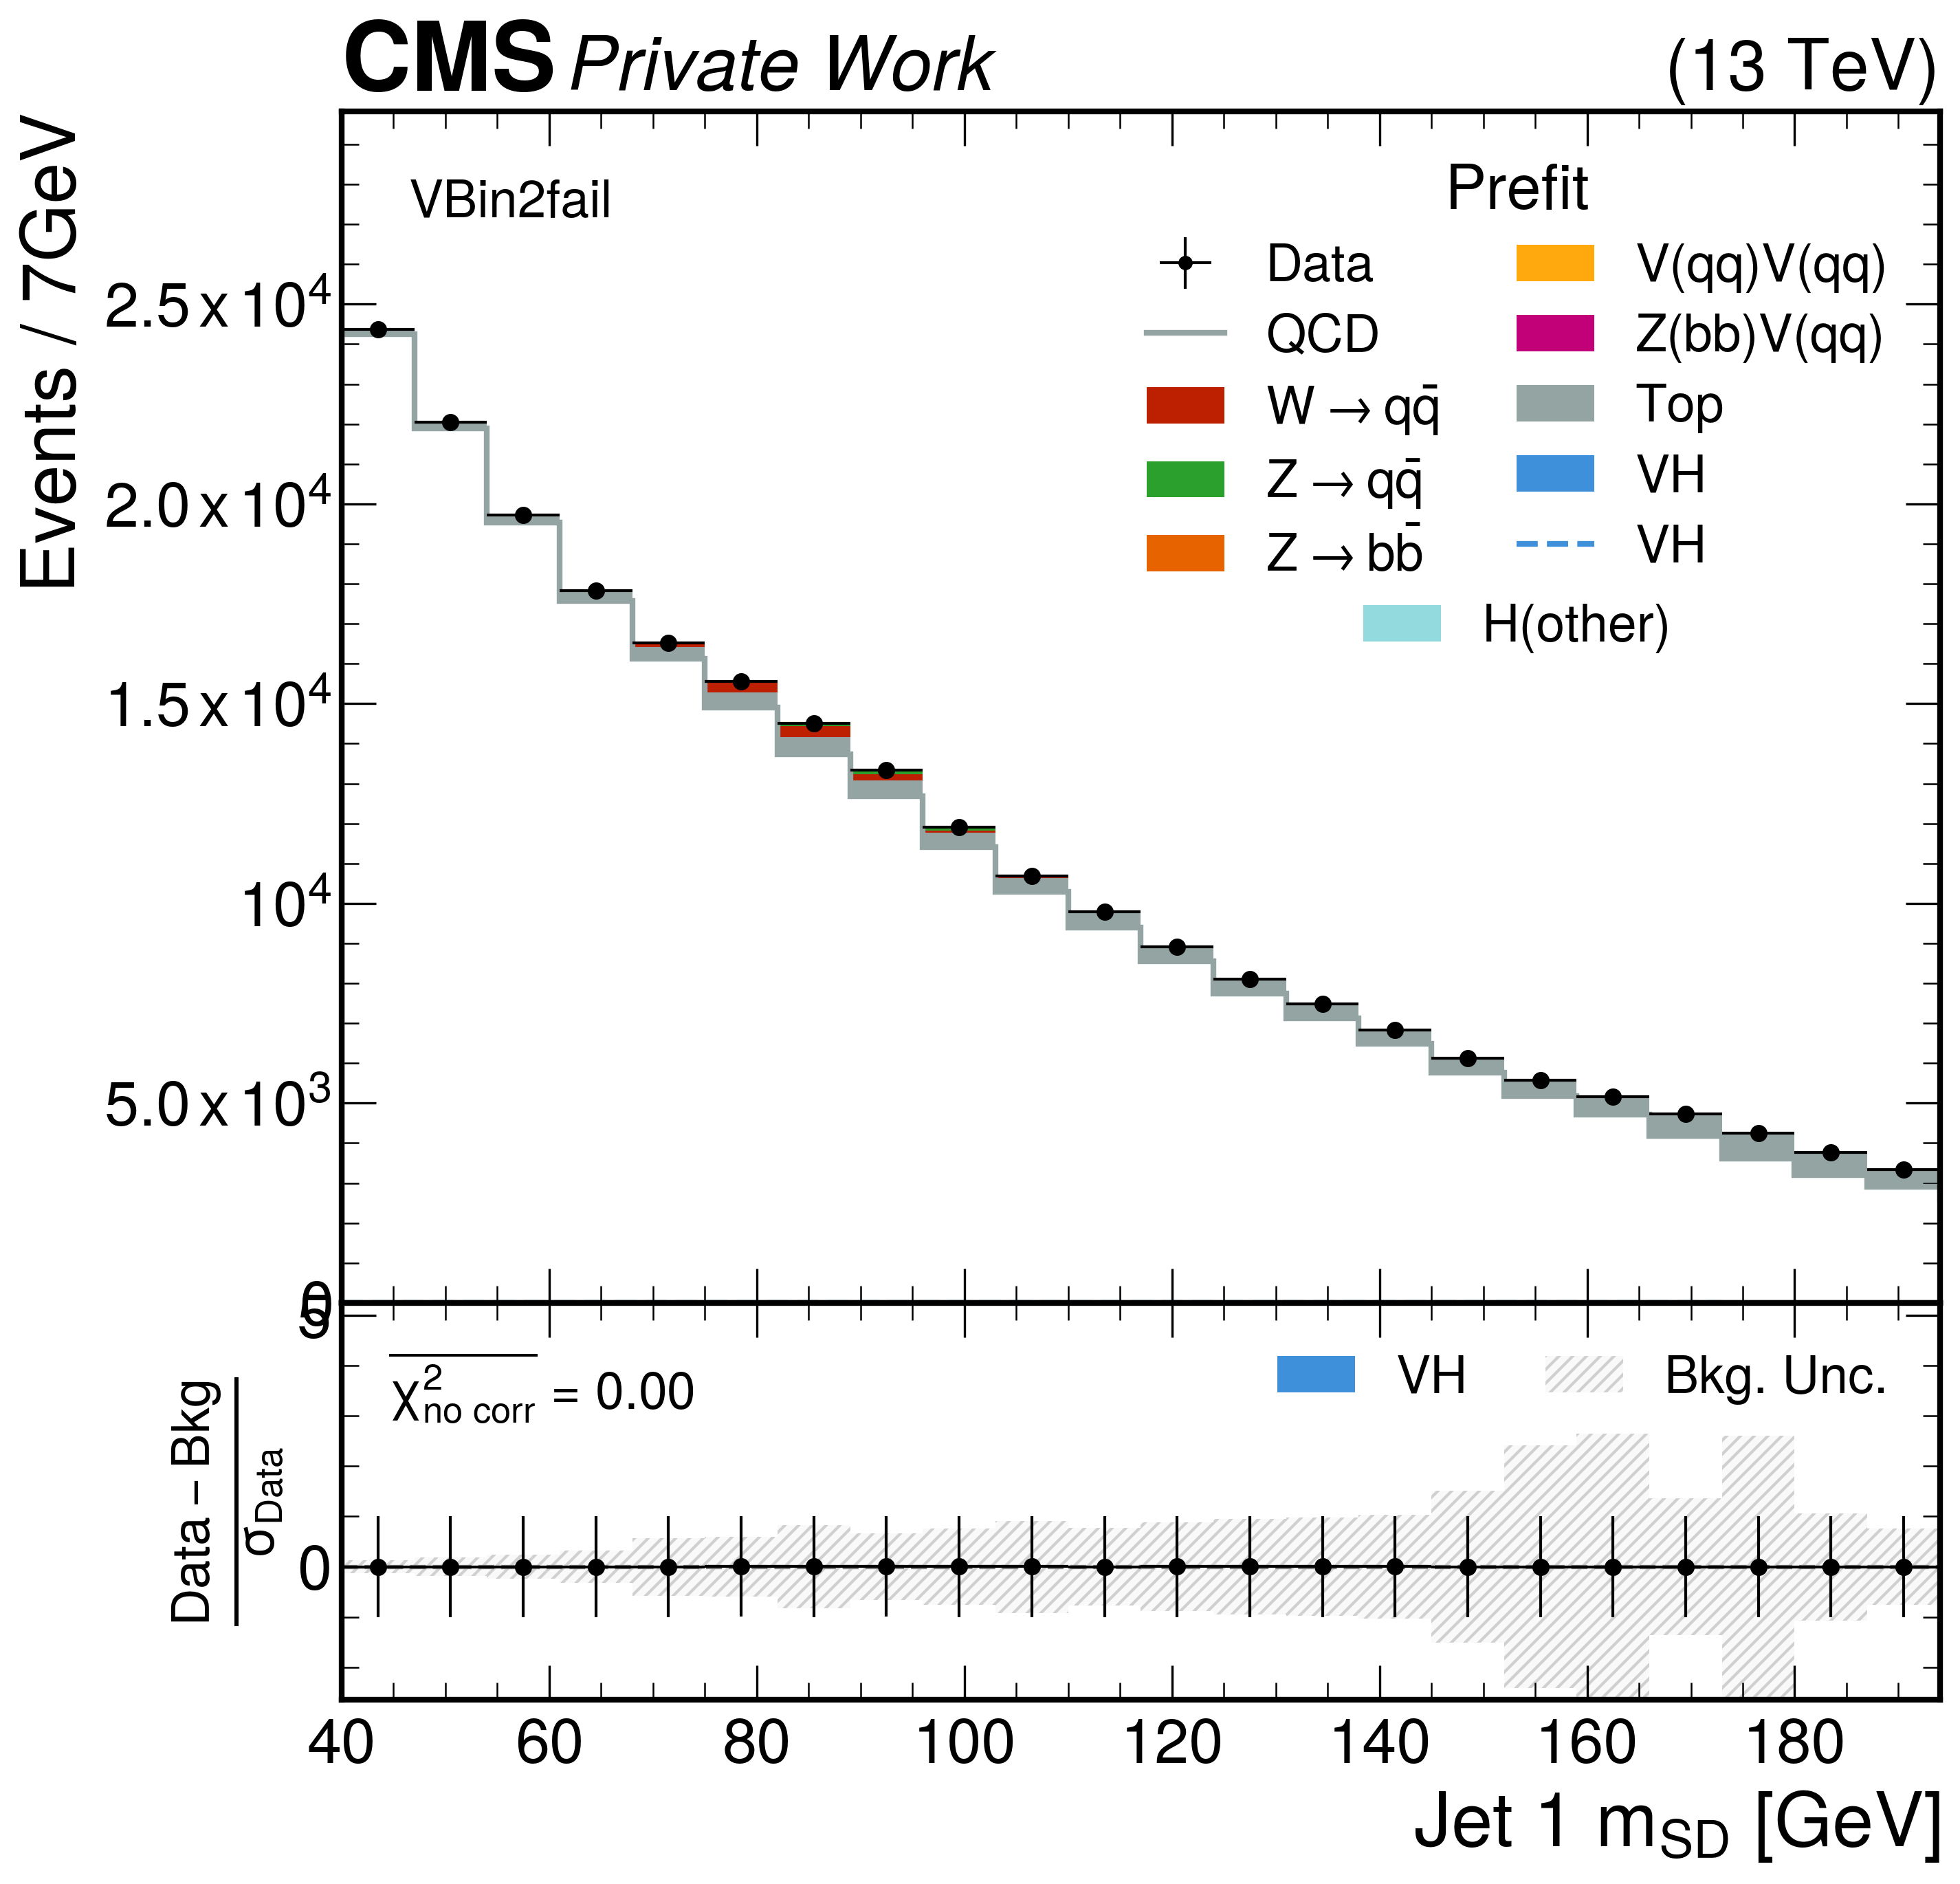 CMS Private Work (13 TeV)
Events / 7GeV
VBin2fail
Prefit
Data
QCD
W → qq̄
Z → qq̄
Z → bb̄
V(qq)V(qq)
Z(bb)V(qq)
Top
VH
VH
H(other)
2.5 x 10⁴
2.0 x 10⁴
1.5 x 10⁴
10⁴
5.0 x 10³
0
5
0
Data – Bkg
σ_Data
χ²_no corr = 0.00
VH
Bkg. Unc.
40 60 80 100 120 140 160 180
Jet 1 m_SD [GeV]